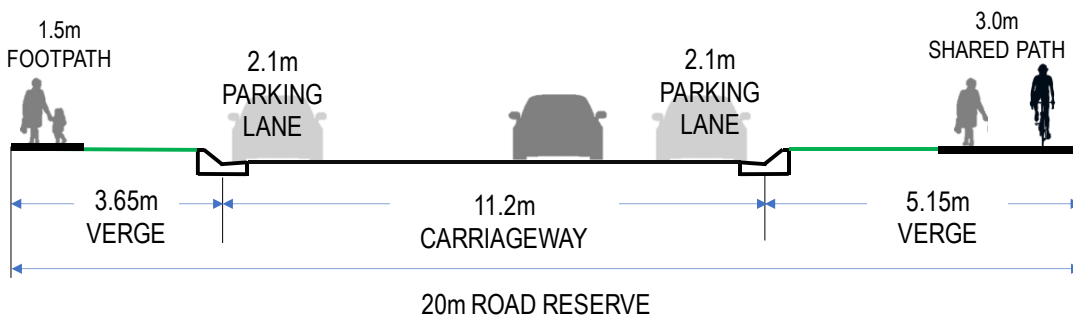 1.5m
FOOTPATH
2.1m
PARKING
LANE
2.1m
PARKING
LANE
3.0m
SHARED PATH
3.65m
VERGE
11.2m
CARRIAGEWAY
5.15m
VERGE
20m ROAD RESERVE